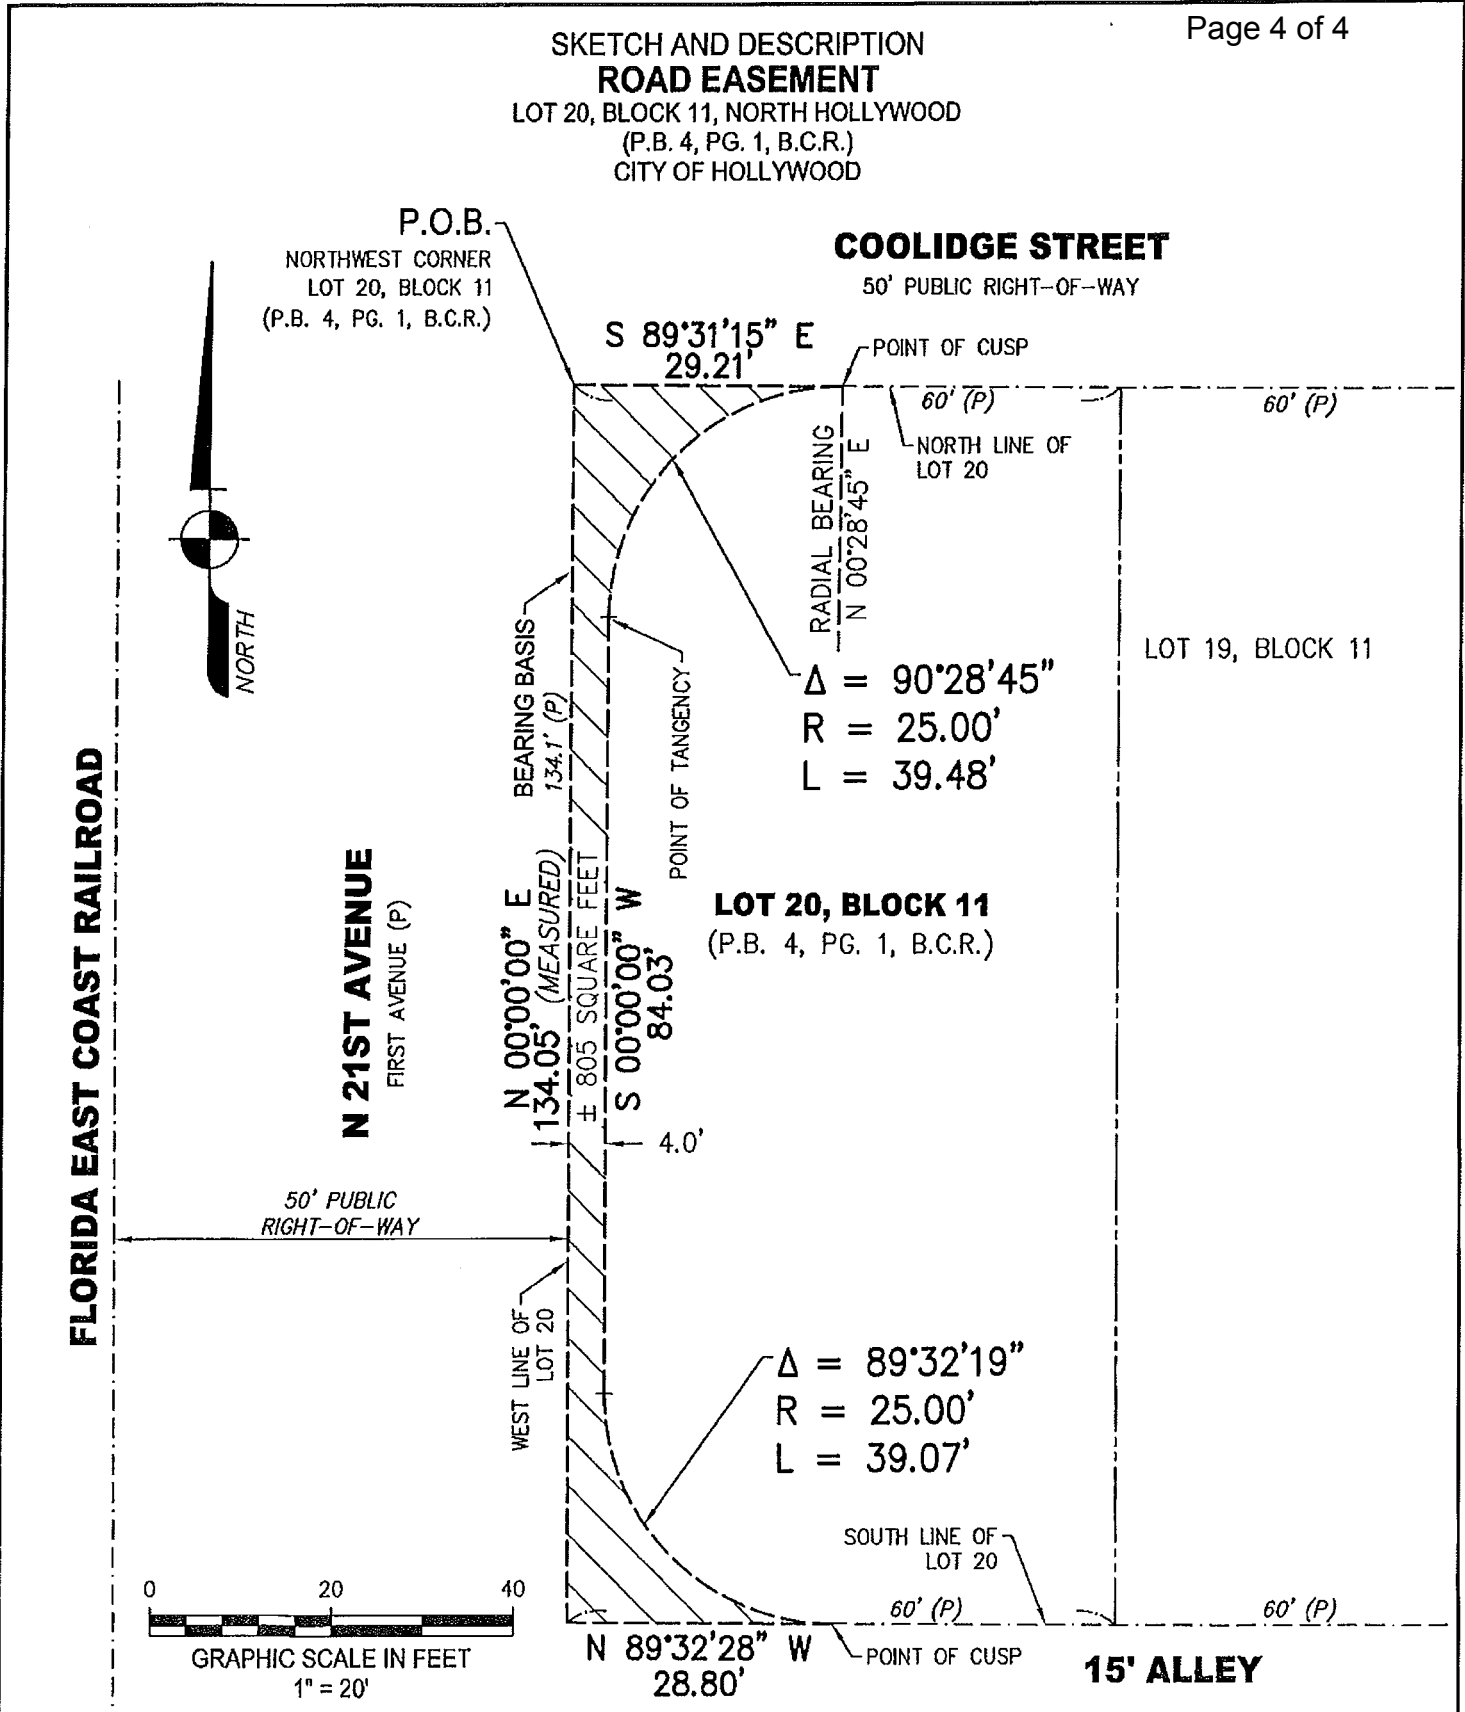 Page 4 of 4
SKETCH AND DESCRIPTION
ROAD EASEMENT
LOT 20, BLOCK 11, NORTH HOLLYWOOD
(P.B. 4, PG. 1, B.C.R.)
CITY OF HOLLYWOOD
P.O.B.
NORTHWEST CORNER
LOT 20, BLOCK 11
(P.B. 4, PG. 1, B.C.R.)
COOLIDGE STREET
50' PUBLIC RIGHT-OF-WAY
S 89°31'15" E
29.21'
POINT OF CUSP
60' (P)
60' (P)
NORTH LINE OF
LOT 20
RADIAL BEARING
N 00°28'45" E
NORTH
BEARING BASIS
134.1' (P)
POINT OF TANGENCY
LOT 19, BLOCK 11
Δ = 90°28'45"
R = 25.00'
L = 39.48'
FLORIDA EAST COAST RAILROAD
N 21ST AVENUE
FIRST AVENUE (P)
N 00°00'00" E
134.05' (MEASURED)
± 805 SQUARE FEET
S 00°00'00" W
84.03'
LOT 20, BLOCK 11
(P.B. 4, PG. 1, B.C.R.)
4.0'
50' PUBLIC
RIGHT-OF-WAY
WEST LINE OF
LOT 20
Δ = 89°32'19"
R = 25.00'
L = 39.07'
SOUTH LINE OF
LOT 20
60' (P)
60' (P)
0 20 40
GRAPHIC SCALE IN FEET
1" = 20'
N 89°32'28" W
28.80'
POINT OF CUSP
15' ALLEY